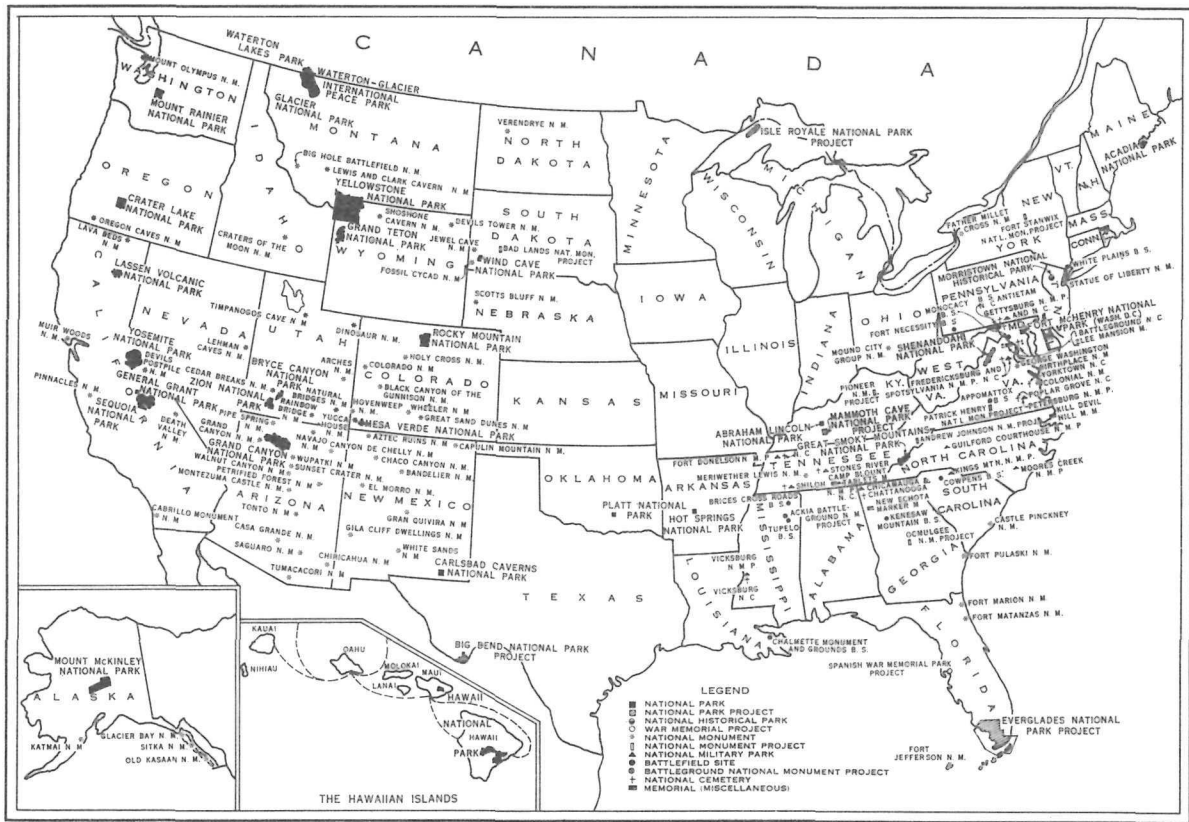 C A N A D A
WATERTON
LAKES PARK
WATERTON-GLACIER
INTERNATIONAL
PEACE PARK
GLACIER
NATIONAL PARK
MONTANA
MOUNT OLYMPUS N. M.
WASHINGTON
MOUNT RAINIER
NATIONAL PARK
IDAHO
VERENDRYE N M.
NORTH
DAKOTA
ISLE ROYALE NATIONAL PARK
PROJECT
MAINE
ACADIA
NATIONAL PARK
VT.
N.H.
MASS
CONN
BIG HOLE BATTLEFIELD N. M.
LEWIS AND CLARK CAVERN N M
YELLOWSTONE
NATIONAL PARK
OREGON
CRATER LAKE
NATIONAL PARK
OREGON CAVES N M
LAVA BEDS
N M
CRATERS OF THE
MOON N. M.
SHOSHONE
CAVERN N. M.
DEVILS TOWER N. M.
GRAND TETON
NATIONAL PARK
WYOMING
JEWEL CAVE
N M
SOUTH
DAKOTA
BAD LANDS NAT. MON.
PROJECT
WIND CAVE
NATIONAL PARK
FOSSIL CYCAD N M
MINNESOTA
WISCONSIN
MICHIGAN
NEW
YORK
FATHER MILLET
CROSS N. M
FORT STANWIX
NAT'L. MON. PROJECT
WHITE PLAINS B. S.
STATUE OF LIBERTY N. M.
MORRISTOWN NATIONAL
HISTORICAL PARK
PENNSYLVANIA
LASSEN VOLCANIC
NATIONAL PARK
CALIFORNIA
NEVADA
UTAH
TIMPANOGOS CAVE N M
LEHMAN
CAVES N. M.
DINOSAUR N. M.
SCOTTS BLUFF N M.
NEBRASKA
IOWA
ILLINOIS
INDIANA
OHIO
MONOCACY
B S
ANTIETAM
B. S. AND N C
GETTYSBURG N. M. P
FORT NECESSITY
B. S.
FORT McHENRY NATIONAL
PARK (WASH. D.C)
BATTLEGROUND N. C.
LEE MANSION M.
MOUND CITY
GROUP N. M.
SHENANDOAH
NATIONAL PARK
MUIR WOODS
N. M.
YOSEMITE
NATIONAL PARK
DEVILS
POSTPILE
N. M
PINNACLES N. M
GENERAL GRANT
NATIONAL PARK
SEQUOIA
NATIONAL PARK
DEATH
VALLEY
N M
CEDAR BREAKS N. M
ZION NATIONAL
PARK
BRYCE CANYON
NATIONAL
PARK
ARCHES
N. M.
NATURAL
BRIDGES N M
RAINBOW
BRIDGE
N M
PIPE SPRING
N M
ROCKY MOUNTAIN
NATIONAL PARK
HOLY CROSS N. M.
COLORADO N. M
COLORADO
BLACK CANYON OF THE
GUNNISON N M.
HOVENWEEP
N M.
WHEELER N M
GREAT SAND DUNES N M.
YUCCA
HOUSE
N M
MESA VERDE NATIONAL PARK
AZTEC RUINS N M
CAPULIN MOUNTAIN N. M.
KANSAS
MISSOURI
GRAND
CANYON N. M.
GRAND CANYON
NATIONAL PARK
NAVAJO
CANYON DE CHELLY N M.
WUPATKI N M
CHACO CANYON N. M.
BANDELIER N. M
WALNUT CANYON N M
SUNSET CRATER N. M.
PETRIFIED FOREST N M
MONTEZUMA CASTLE N. M.
EL MORRO N. M.
ARIZONA
TONTO N M
NEW MEXICO
GRAN QUIVIRA N M
GILA CLIFF DWELLINGS N. M
CASA GRANDE N M
SAGUARO N. M
CHIRICAHUA N M
TUMACACORI N M
WHITE SANDS
N M
CABRILLO MONUMENT
N M
CARLSBAD CAVERNS
NATIONAL PARK
OKLAHOMA
PLATT NATIONAL
PARK
ARKANSAS
HOT SPRINGS
NATIONAL PARK
WEST
VA.
VA.
KY.
PIONEER
N. M.
PROJECT
FREDERICKSBURG AND
SPOTSYLVANIA N. M. P.
N. C.
GEORGE WASHINGTON
BIRTHPLACE N M
YORKTOWN N C
COLONIAL N M
APPOMATTOX
POPLAR GROVE N. C
PATRICK HENRY
NAT'L MON. PROJECT
PETERSBURG N. M. P.
KILL DEVIL
HILL M. M
ABRAHAM LINCOLN
NATIONAL PARK
MAMMOTH CAVE
NATIONAL PARK
PROJECT
GREAT SMOKY MOUNTAINS
NATIONAL PARK
ANDREW JOHNSON N M. PROJECT
GUILFORD COURTHOUSE N. M P
NORTH CAROLINA
FORT DONELSON N. M. P.
TENNESSEE
MERIWETHER LEWIS N. M.
STONES RIVER
CAMP BLOUNT
TABLETS
SHILOH
CHICKAMAUGA
CHATTANOOGA
NEW ECHOTA
MARKER M
KENESAW
MOUNTAIN B. S.
COWPENS B. S.
KINGS MTN. N. M. P.
MOORES CREEK
N M P
SOUTH
CAROLINA
CASTLE PINCKNEY
N. M.
BRICES CROSS ROADS
B S.
TUPELO
B. S.
ACKIA BATTLE-
GROUND N M
PROJECT
MISSISSIPPI
ALABAMA
GEORGIA
OCMULGEE
N. M. PROJECT
FORT PULASKI N. M.
VICKSBURG
N. M P
VICKSBURG
N C
LOUISIANA
CHALMETTE MONUMENT
AND GROUNDS B. S.
TEXAS
BIG BEND NATIONAL PARK
PROJECT
FORT MARION N M.
FORT MATANZAS N M.
FLORIDA
SPANISH WAR MEMORIAL PARK
PROJECT
EVERGLADES NATIONAL
PARK PROJECT
FORT
JEFFERSON N. M.
MOUNT McKINLEY
NATIONAL PARK
ALASKA
KATMAI N M
GLACIER BAY N. M.
SITKA N M.
OLD KASAAN N. M.
KAUAI
NIHIAU
OAHU
MOLOKAI
LANAI
MAUI
HAWAII
NATIONAL
HAWAII
PARK
THE HAWAIIAN ISLANDS
LEGEND
NATIONAL PARK
NATIONAL PARK PROJECT
NATIONAL HISTORICAL PARK
WAR MEMORIAL PROJECT
NATIONAL MONUMENT
NATIONAL MONUMENT PROJECT
NATIONAL MILITARY PARK
BATTLEFIELD SITE
BATTLEGROUND NATIONAL MONUMENT PROJECT
NATIONAL CEMETERY
MEMORIAL (MISCELLANEOUS)